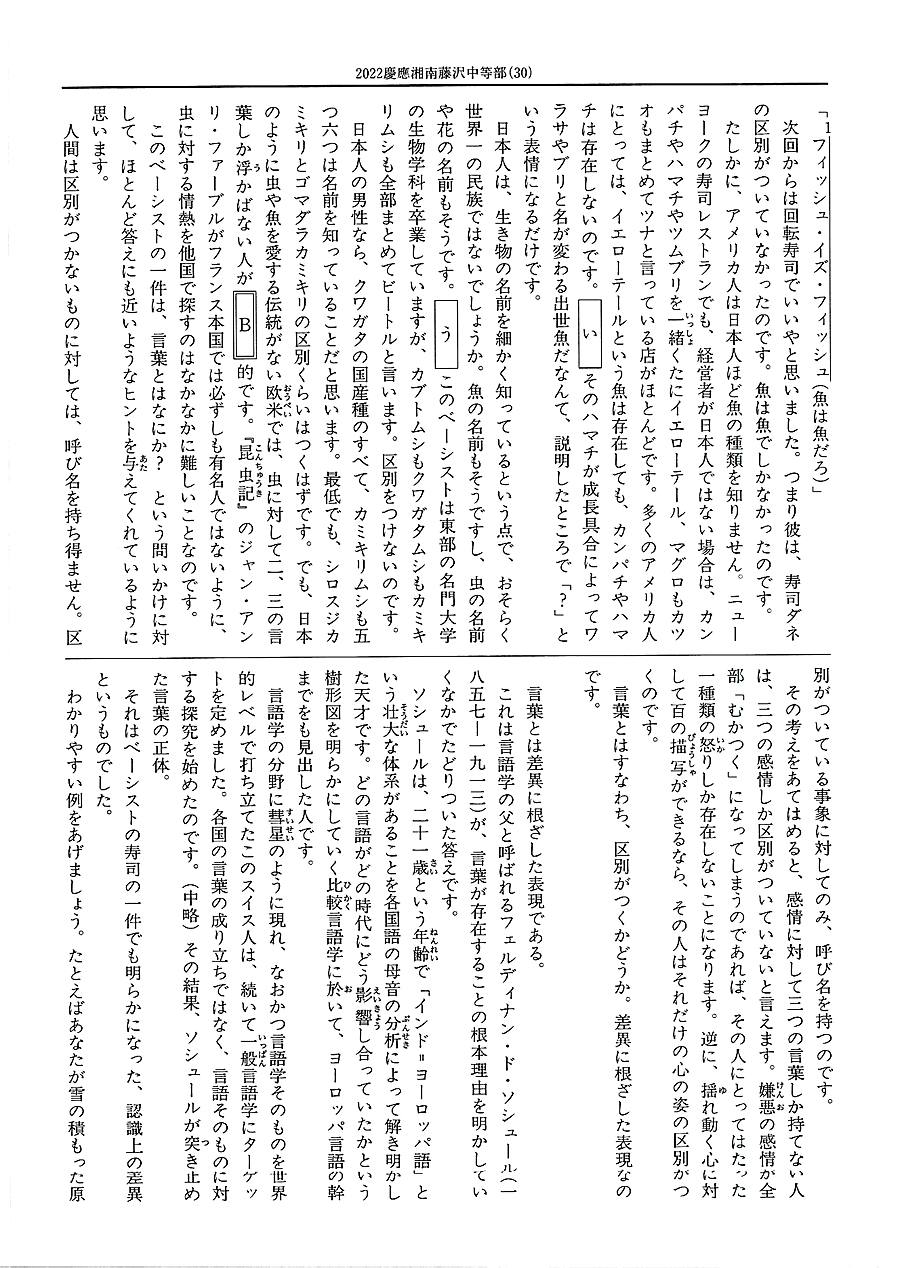 2022慶應湘南藤沢中等部(30)
「1フィッシュ・イズ・フィッシュ(魚は魚だろ)」
次回からは回転寿司でいいやと思いました。つまり彼は、寿司ダネ
の区別がついていなかったのです。魚は魚でしかなかったのです。
たしかに、アメリカ人は日本人ほど魚の種類を知りません。ニュー
ヨークの寿司レストランでも、経営者が日本人ではない場合は、カン
パチやハマチやツムブリを一緒くたにイエローテール、マグロもカツ
オもまとめてツナと言っている店がほとんどです。多くのアメリカ人
にとっては、イエローテールという魚は存在しても、カンパチやハマ
チは存在しないのです。 い そのハマチが成長具合によってワ
ラサやブリと名が変わる出世魚だなんて、説明したところで「?」と
いう表情になるだけです。
日本人は、生き物の名前を細かく知っているという点で、おそらく
世界一の民族ではないでしょうか。魚の名前もそうですし、虫の名前
や花の名前もそうです。 う このベーシストは東部の名門大学
の生物学科を卒業していますが、カブトムシもクワガタムシもカミキ
リムシも全部まとめてビートルと言います。区別をつけないのです。
日本人の男性なら、クワガタの国産種のすべて、カミキリムシも五
つ六つは名前を知っていることだと思います。最低でも、シロスジカ
ミキリとゴマダラカミキリの区別くらいはつくはずです。でも、日本
のように虫や魚を愛する伝統がない欧米では、虫に対して二、三の言
葉しか浮かばない人が B 的です。『昆虫記』のジャン・アン
リ・ファーブルがフランス本国では必ずしも有名人ではないように、
虫に対する情熱を他国で探すのはなかなかに難しいことなのです。
このベーシストの一件は、言葉とはなにか? という問いかけに対
して、ほとんど答えにも近いようなヒントを与えてくれているように
思います。
人間は区別がつかないものに対しては、呼び名を持ち得ません。区
別がついている事象に対してのみ、呼び名を持つのです。
その考えをあてはめると、感情に対して三つの言葉しか持てない人
は、三つの感情しか区別がついていないと言えます。嫌悪の感情が全
部「むかつく」になってしまうのであれば、その人にとってはたった
一種類の怒りしか存在しないことになります。逆に、揺れ動く心に対
して百の描写ができるなら、その人はそれだけの心の姿の区別がつ
くのです。
言葉とはすなわち、区別がつくかどうか。差異に根ざした表現なの
です。
言葉とは差異に根ざした表現である。
これは言語学の父と呼ばれるフェルディナン・ド・ソシュール(一
八五七―一九一三)が、言葉が存在することの根本理由を明かしてい
くなかでたどりついた答えです。
ソシュールは、二十一歳という年齢で「インド=ヨーロッパ語」と
いう壮大な体系があることを各国語の母音の分析によって解き明かし
た天才です。どの言語がどの時代にどう影響し合っていたかという
樹形図を明らかにしていく比較言語学に於いて、ヨーロッパ言語の幹
までをも見出した人です。
言語学の分野に彗星のように現れ、なおかつ言語学そのものを世界
的レベルで打ち立てたこのスイス人は、続いて一般言語学にターゲッ
トを定めました。各国の言葉の成り立ちではなく、言語そのものに対
する探究を始めたのです。(中略)その結果、ソシュールが突き止め
た言葉の正体。
それはベーシストの寿司の一件でも明らかになった、認識上の差異
というものでした。
わかりやすい例をあげましょう。たとえばあなたが雪の積もった原